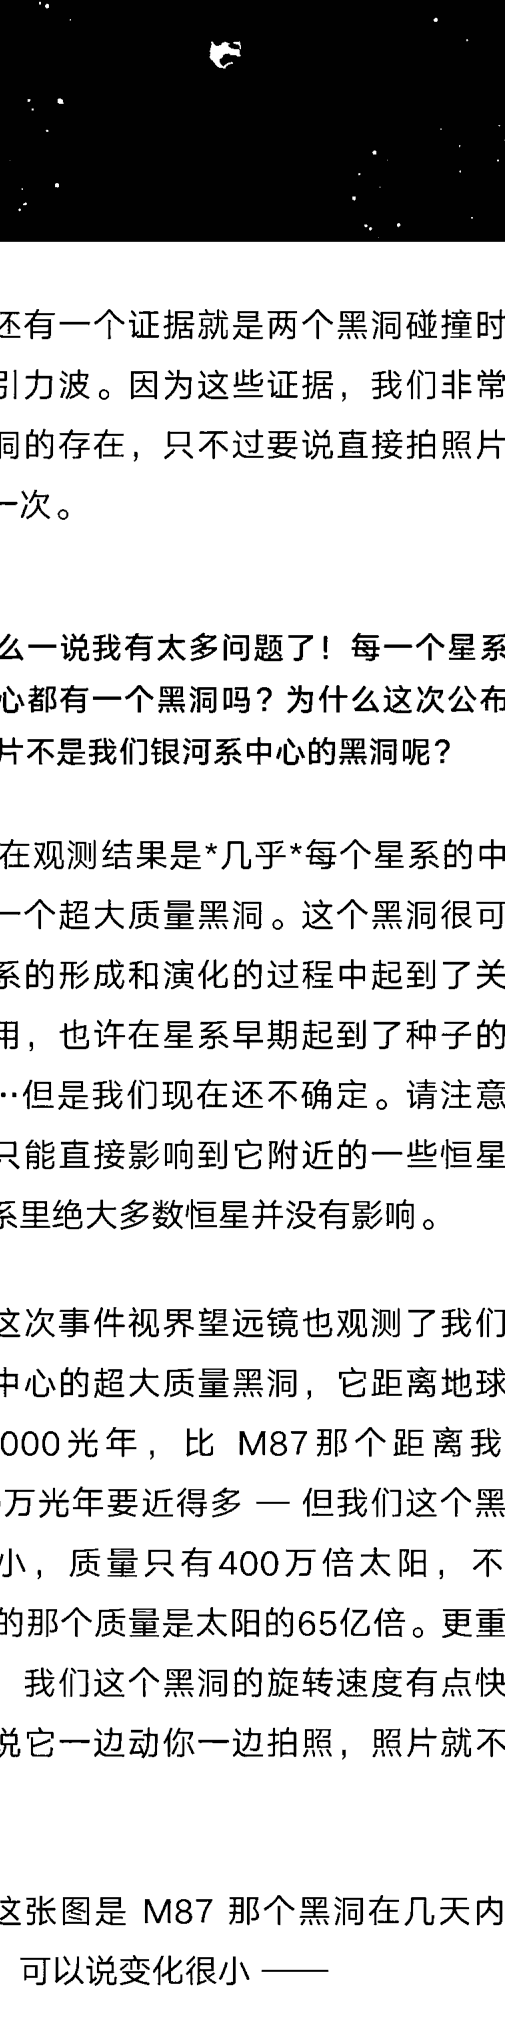 还有一个证据就是两个黑洞碰撞时
引力波。因为这些证据，我们非常
洞的存在，只不过要说直接拍照片
一次。
么一说我有太多问题了！每一个星系
心都有一个黑洞吗？为什么这次公布
片不是我们银河系中心的黑洞呢？
在观测结果是*几乎*每个星系的中
一个超大质量黑洞。这个黑洞很可
系的形成和演化的过程中起到了关
用，也许在星系早期起到了种子的
··但是我们现在还不确定。请注意
只能直接影响到它附近的一些恒星
系里绝大多数恒星并没有影响。
这次事件视界望远镜也观测了我们
中心的超大质量黑洞，它距离地球
000光年，比 M87那个距离我
万光年要近得多 — 但我们这个黑
小，质量只有400万倍太阳，不
的那个质量是太阳的65亿倍。更重
我们这个黑洞的旋转速度有点快
说它一边动你一边拍照，照片就不
这张图是 M87 那个黑洞在几天内
可以说变化很小 ——